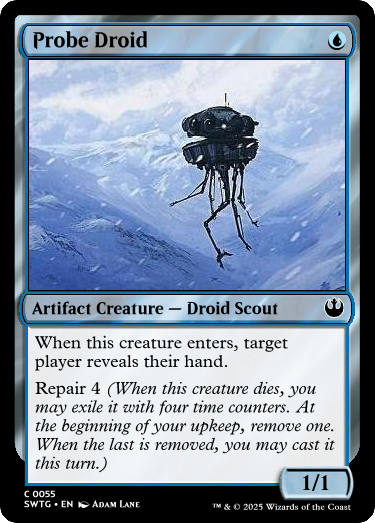 Probe Droid
Artifact Creature — Droid Scout
When this creature enters, target
player reveals their hand.
Repair 4 (When this creature dies, you
may exile it with four time counters. At
the beginning of your upkeep, remove one.
When the last is removed, you may cast it
this turn.)
1/1
C 0055
SWTG • EN Adam Lane
™ & © 2025 Wizards of the Coast